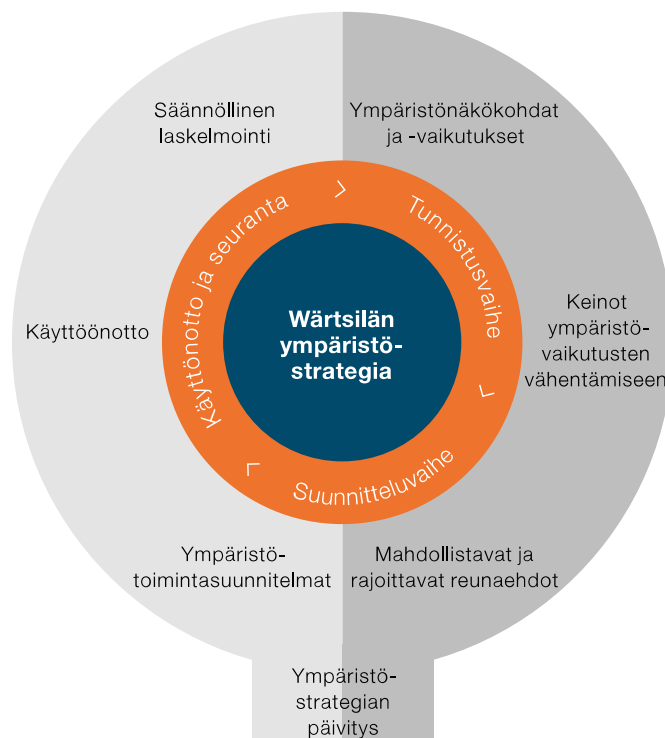 Säännöllinen
laskelmointi
Ympäristönäkökohdat
ja -vaikutukset
Käyttönotto ja seuranta
Tunnistusvaihe
Käyttöönotto
Wärtsilän
ympäristö-
strategia
Keinot
ympäristö-
vaikutusten
vähentämiseen
Suunnitteluvaihe
Ympäristö-
toimintasuunnitelmat
Mahdollistavat ja
rajoittavat reunaehdot
Ympäristö-
strategian
päivitys